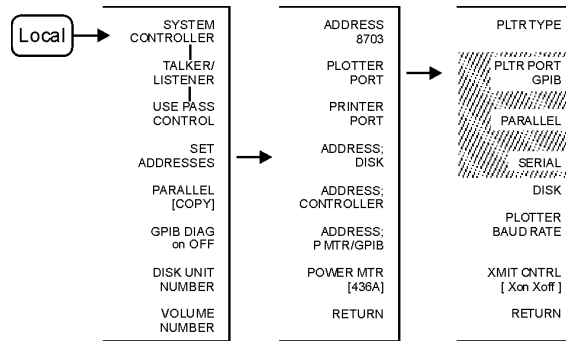 Local
SYSTEM
CONTROLLER
TALKER/
LISTENER
USE PASS
CONTROL
SET
ADDRESSES
PARALLEL
[COPY]
GPIB DIAG
on OFF
DISK UNIT
NUMBER
VOLUME
NUMBER
ADDRESS
8703
PLOTTER
PORT
PRINTER
PORT
ADDRESS;
DISK
ADDRESS;
CONTROLLER
ADDRESS;
P MTR/GPIB
POWER MTR
[436A]
RETURN
PLTR TYPE
PLTR PORT
GPIB
PARALLEL
SERIAL
DISK
PLOTTER
BAUD RATE
XMIT CNTRL
[ Xon Xoff ]
RETURN